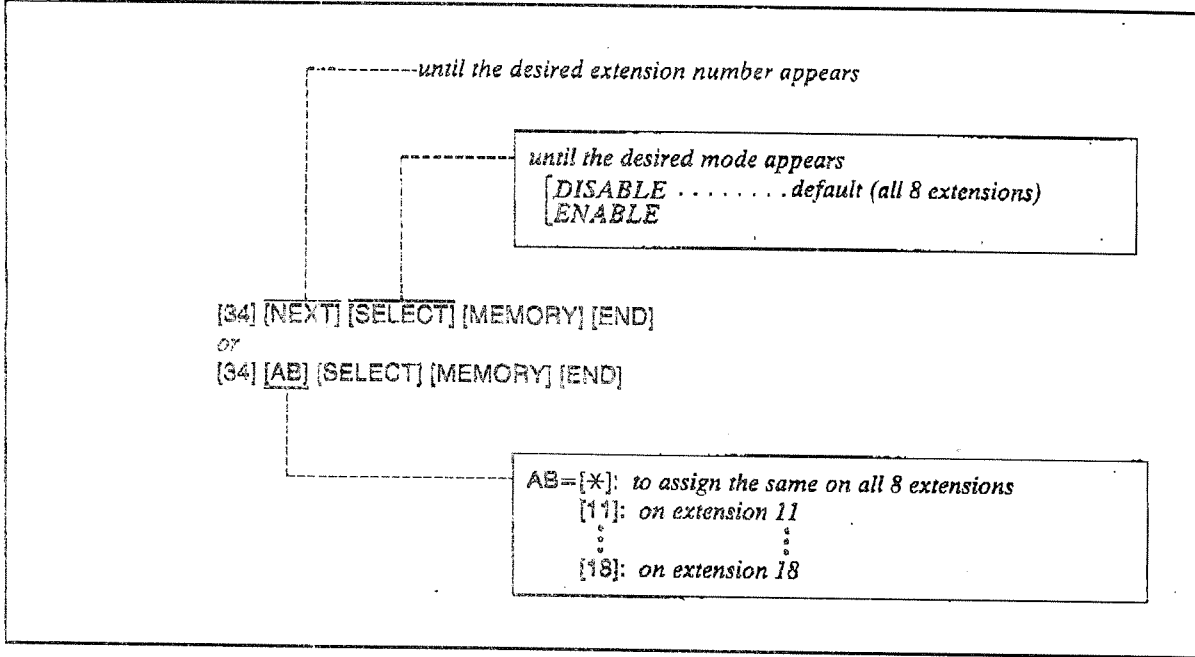 until the desired extension number appears
until the desired mode appears
DISABLE ........ default (all 8 extensions)
ENABLE
[34] [NEXT] [SELECT] [MEMORY] [END]
or
[34] [AB] [SELECT] [MEMORY] [END]
AB=[*]: to assign the same on all 8 extensions
[11]: on extension 11
[18]: on extension 18